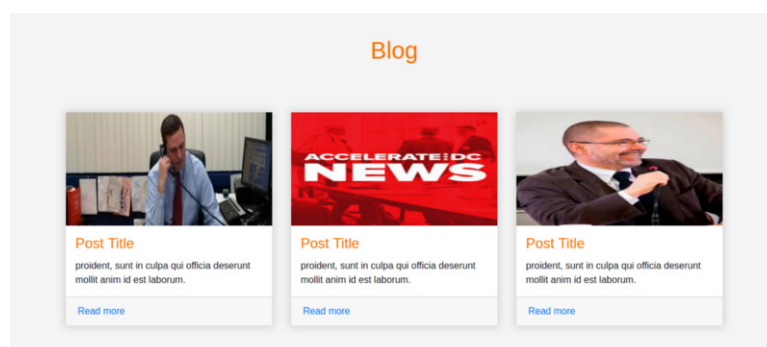 Blog
ACCELERATE DC
NEWS
Post Title
proident, sunt in culpa qui officia deserunt
mollit anim id est laborum.
Read more
Post Title
proident, sunt in culpa qui officia deserunt
mollit anim id est laborum.
Read more
Post Title
proident, sunt in culpa qui officia deserunt
mollit anim id est laborum.
Read more